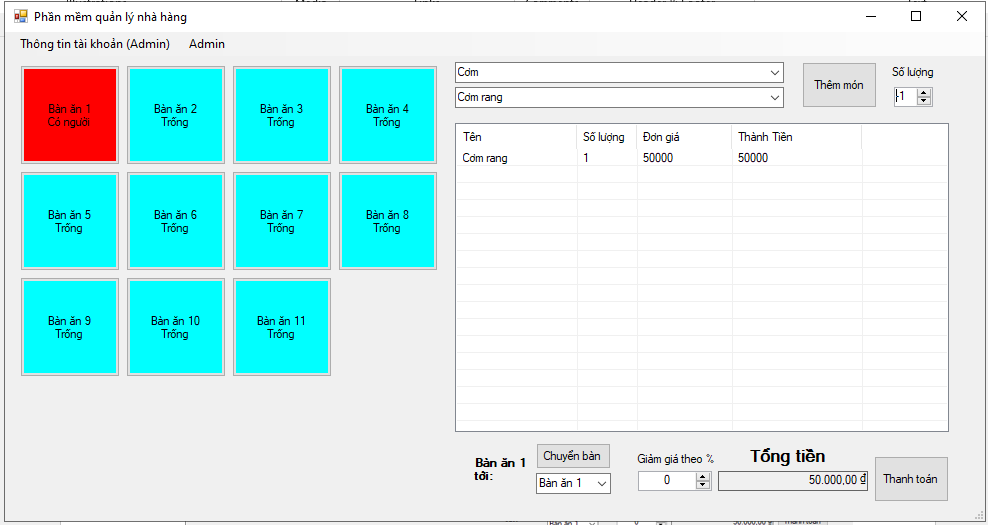 Phần mềm quản lý nhà hàng
Thông tin tài khoản (Admin) Admin
Bàn ăn 1
Có người
Bàn ăn 2
Trống
Bàn ăn 3
Trống
Bàn ăn 4
Trống
Bàn ăn 5
Trống
Bàn ăn 6
Trống
Bàn ăn 7
Trống
Bàn ăn 8
Trống
Bàn ăn 9
Trống
Bàn ăn 10
Trống
Bàn ăn 11
Trống
Cơm
Cơm rang
Thêm món
Số lượng
-1
Tên Số lượng Đơn giá Thành Tiền
Cơm rang 1 50000 50000
Bàn ăn 1
tới:
Chuyển bàn
Bàn ăn 1
Giảm giá theo %
0
Tổng tiền
50.000,00 ₫
Thanh toán